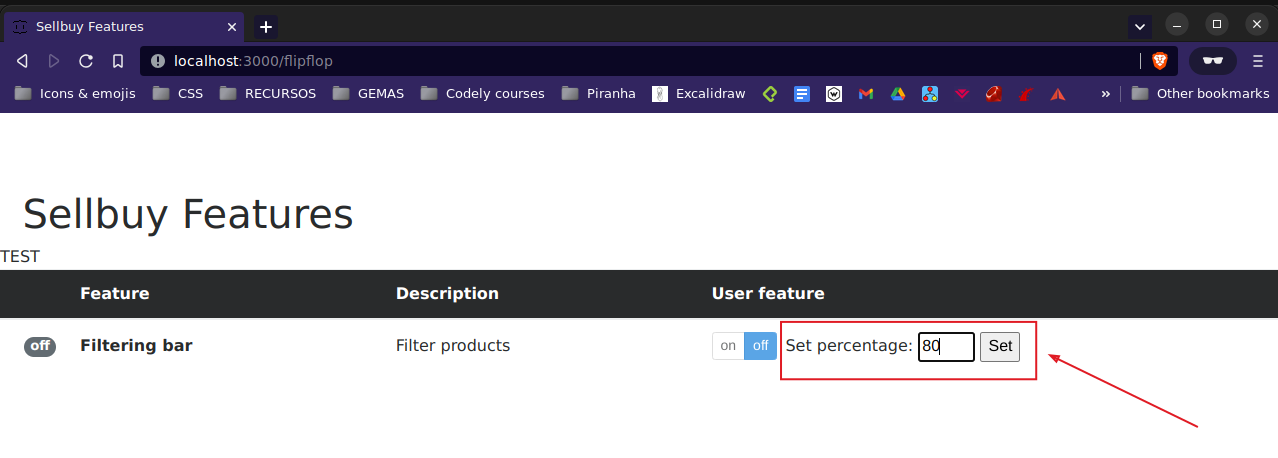 Sellbuy Features
localhost:3000/flipflop
Icons & emojis CSS RECURSOS GEMAS Codely courses Piranha Excalidraw » Other bookmarks
Sellbuy Features
TEST
Feature Description User feature
off Filtering bar Filter products on off Set percentage: 80 Set